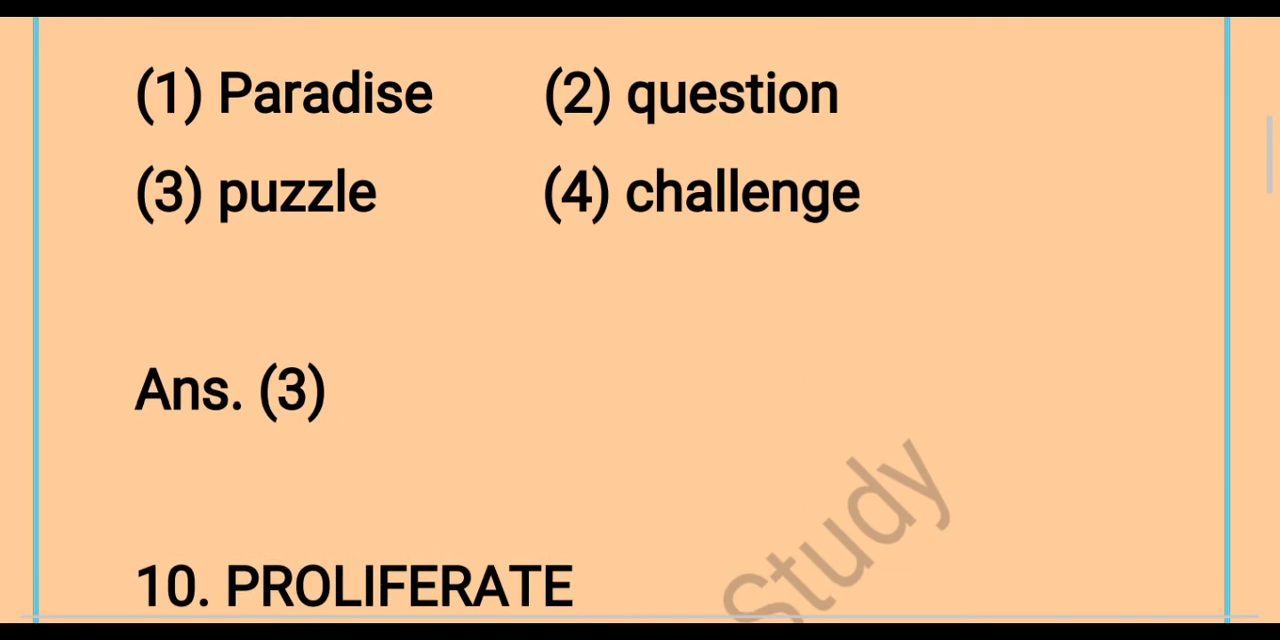 (1) Paradise (2) question
(3) puzzle (4) challenge
Ans. (3)
Study
10. PROLIFERATE